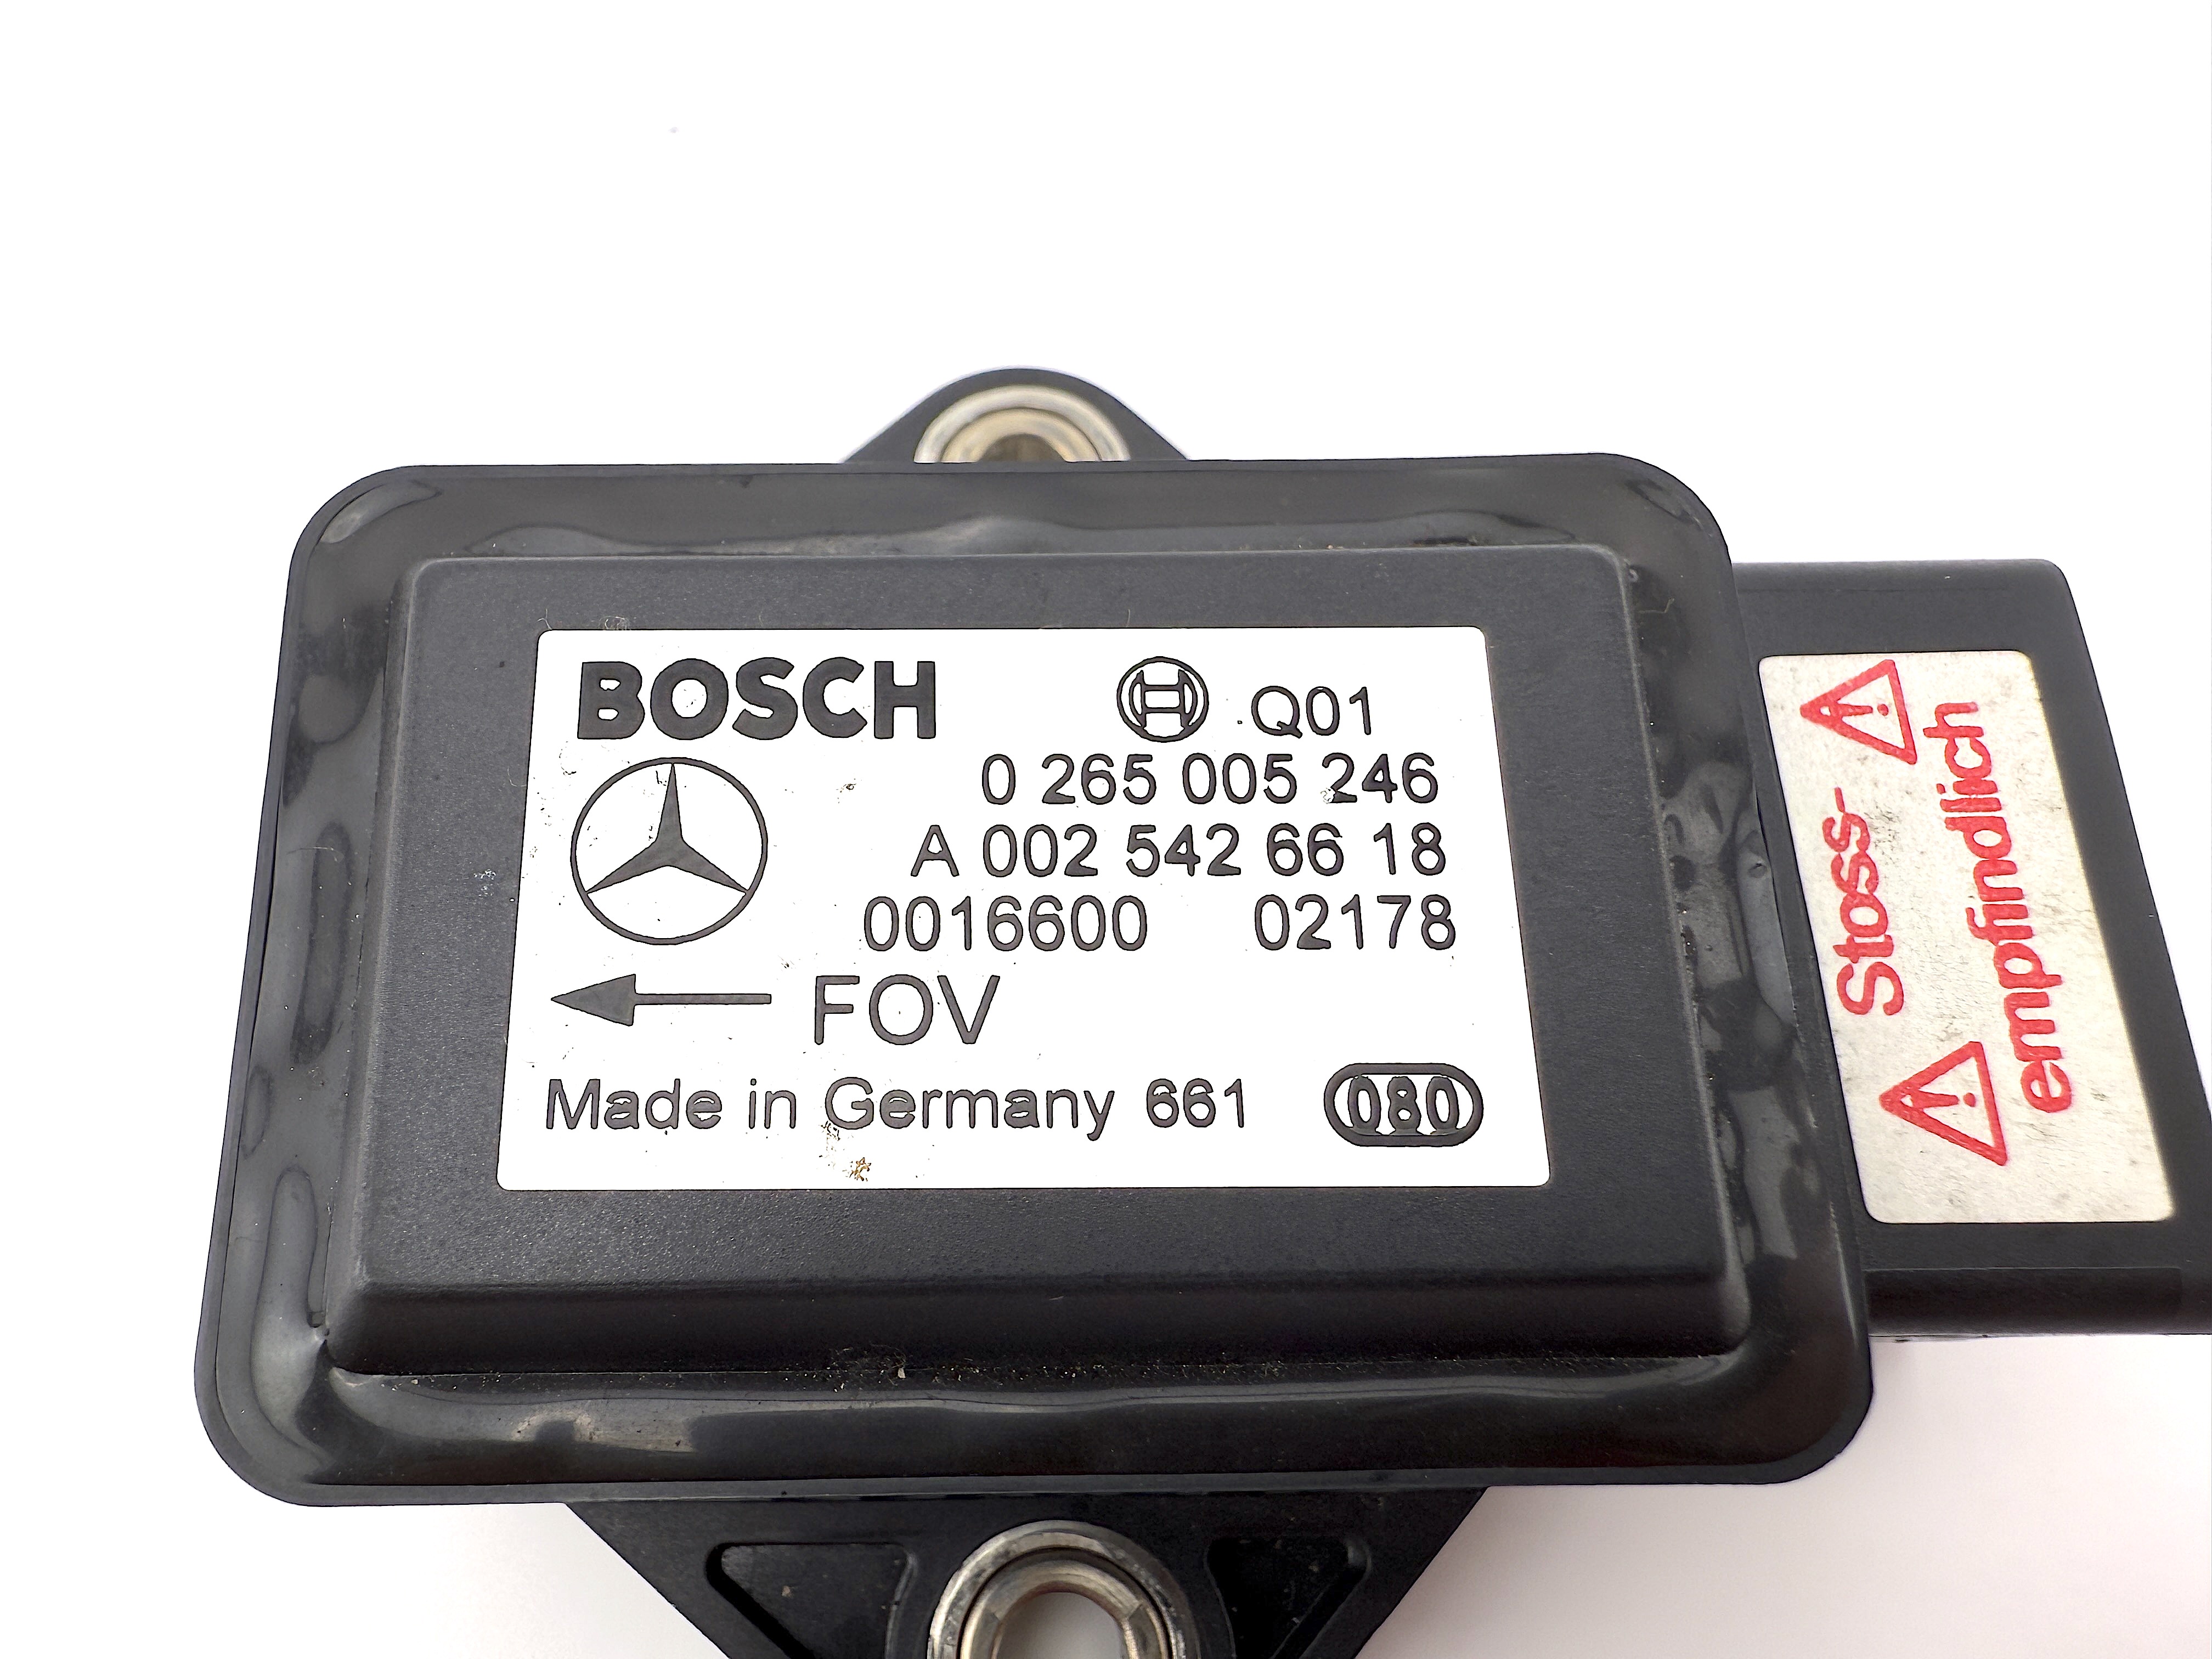 BOSCH Q01
0 265 005 246
A 002 542 66 18
0016600 02178
FOV
Made in Germany 661 080
Stoss-
empfindlich